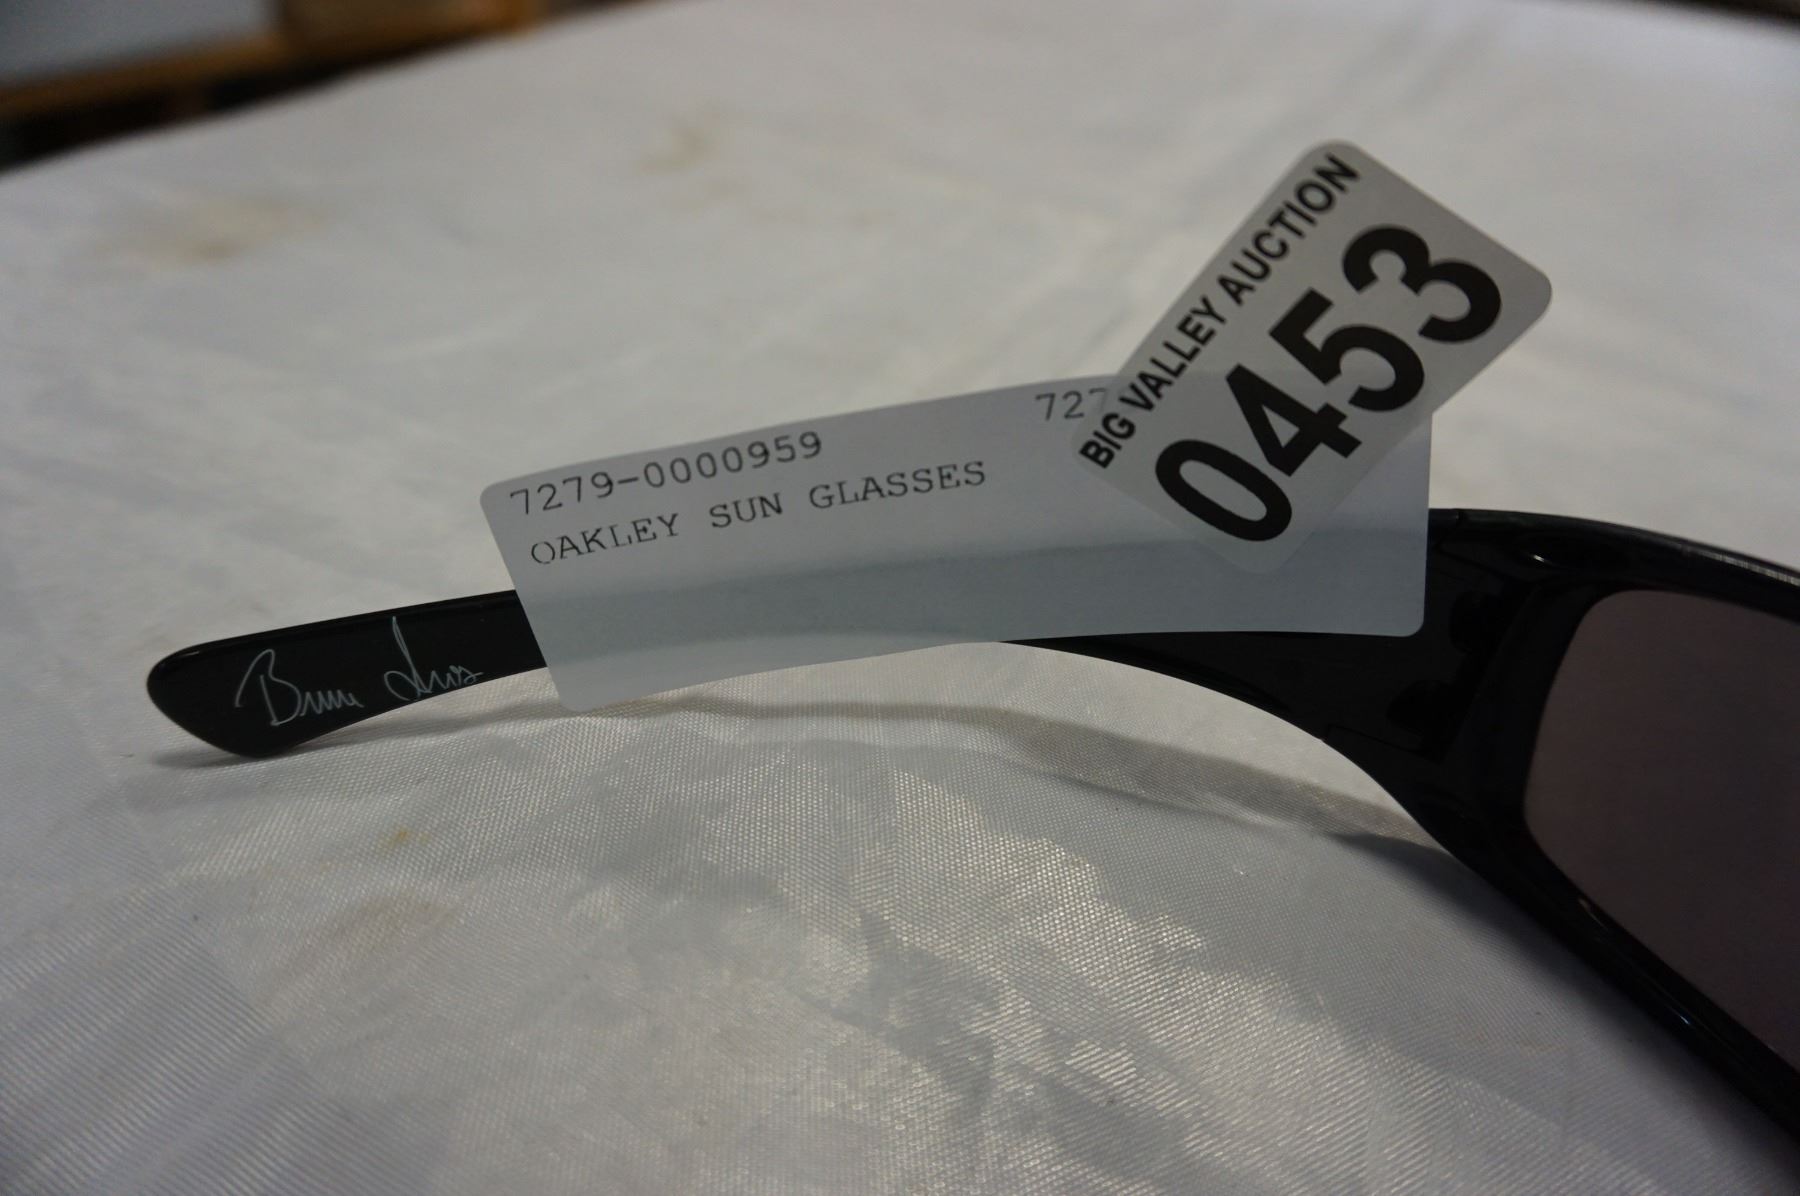 BIG VALLEY AUCTION
0453
7279-0000959
OAKLEY SUN GLASSES